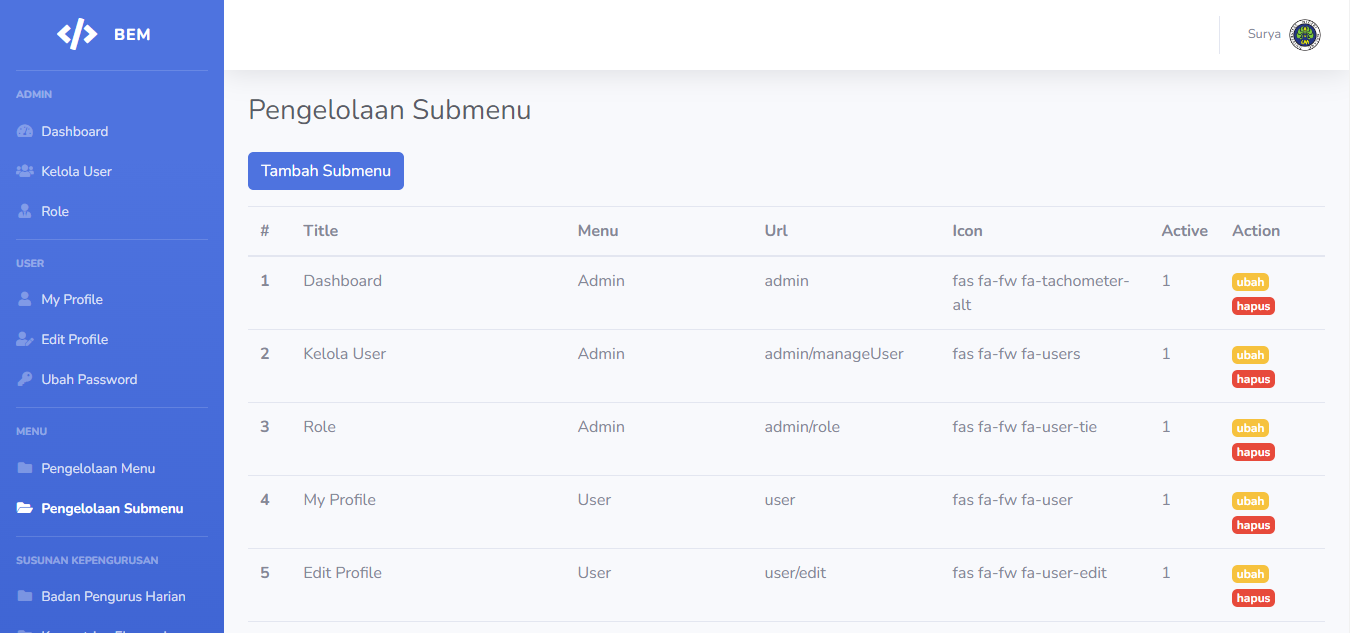 BEM
Surya
ADMIN
Dashboard
Kelola User
Role
USER
My Profile
Edit Profile
Ubah Password
MENU
Pengelolaan Menu
Pengelolaan Submenu
SUSUNAN KEPENGURUSAN
Badan Pengurus Harian
Pengelolaan Submenu
Tambah Submenu
# Title Menu Url Icon Active Action
1 Dashboard Admin admin fas fa-fw fa-tachometer- 1 ubah
alt hapus
2 Kelola User Admin admin/manageUser fas fa-fw fa-users 1 ubah
hapus
3 Role Admin admin/role fas fa-fw fa-user-tie 1 ubah
hapus
4 My Profile User user fas fa-fw fa-user 1 ubah
hapus
5 Edit Profile User user/edit fas fa-fw fa-user-edit 1 ubah
hapus